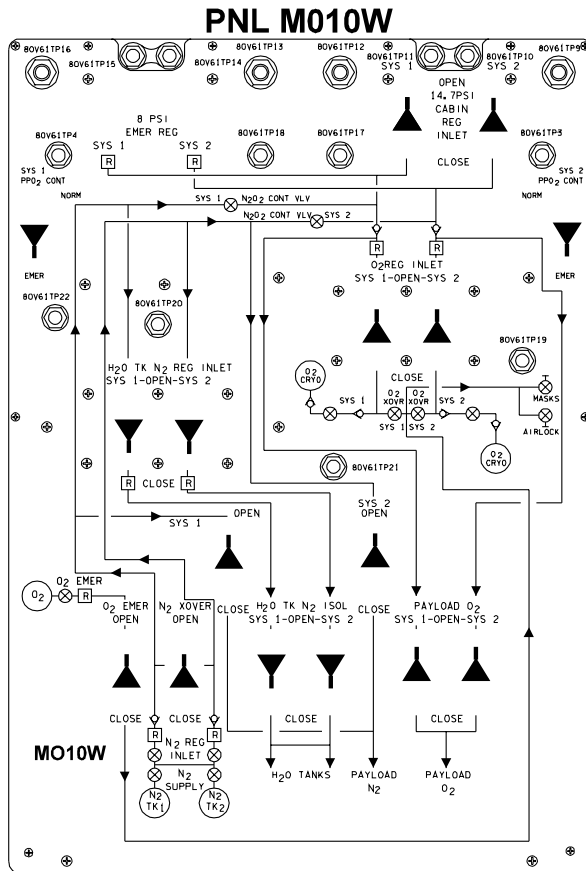 PNL M010W
80V61TP16
80V61TP15
80V61TP13
80V61TP14
80V61TP12
80V61TP11
SYS 1
80V61TP10
SYS 2
80V61TP9
OPEN
14.7PSI
CABIN
REG
INLET
CLOSE
8 PSI
EMER REG
SYS 1 SYS 2
80V61TP4
80V61TP18
80V61TP17
80V61TP3
SYS 1
PPO2 CONT
NORM
EMER
R R
SYS 2
PPO2 CONT
NORM
EMER
SYS 1 N2O2 CONT VLV
N2O2 CONT VLV SYS 2
R R
O2REG INLET
SYS 1-OPEN-SYS 2
CLOSE
80V61TP22
80V61TP20
80V61TP19
H2O TK N2 REG INLET
SYS 1-OPEN-SYS 2
R CLOSE R
O2
CRYO
SYS 1
O2
XOVR
O2
XOVR
SYS 2
SYS 1 SYS 2
MASKS
AIRLOCK
O2
CRYO
80V61TP21
SYS 1
OPEN
SYS 2
OPEN
O2 EMER
O2
R
O2 EMER
OPEN
N2 XOVER
OPEN
CLOSE
H2O TK N2 ISOL
SYS 1-OPEN-SYS 2
CLOSE
PAYLOAD O2
SYS 1-OPEN-SYS 2
CLOSE CLOSE
CLOSE CLOSE
R R
N2 REG
INLET
MO10W
N2
SUPPLY
N2
TK1
N2
TK2
H2O TANKS
PAYLOAD
N2
PAYLOAD
O2